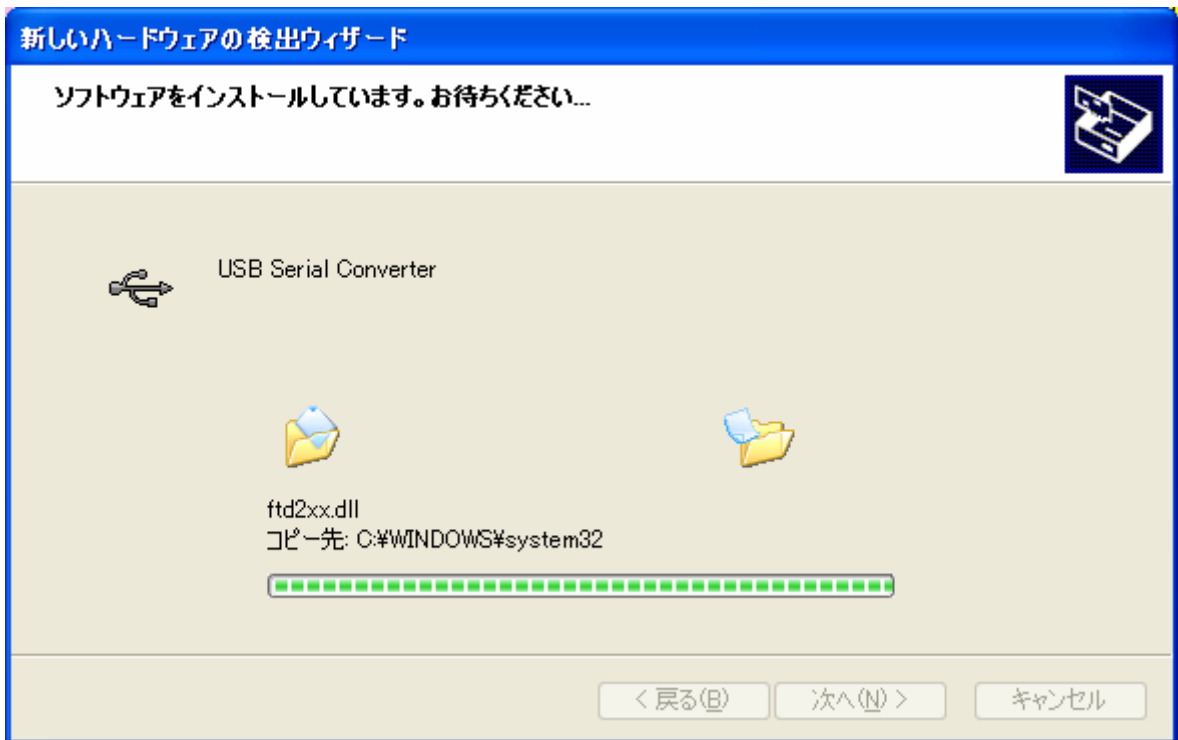 新しいハードウェアの検出ウィザード
ソフトウェアをインストールしています。お待ちください...
USB Serial Converter
ftd2xx.dll
コピー先: C:¥WINDOWS¥system32
< 戻る(B) 次へ(N) > キャンセル